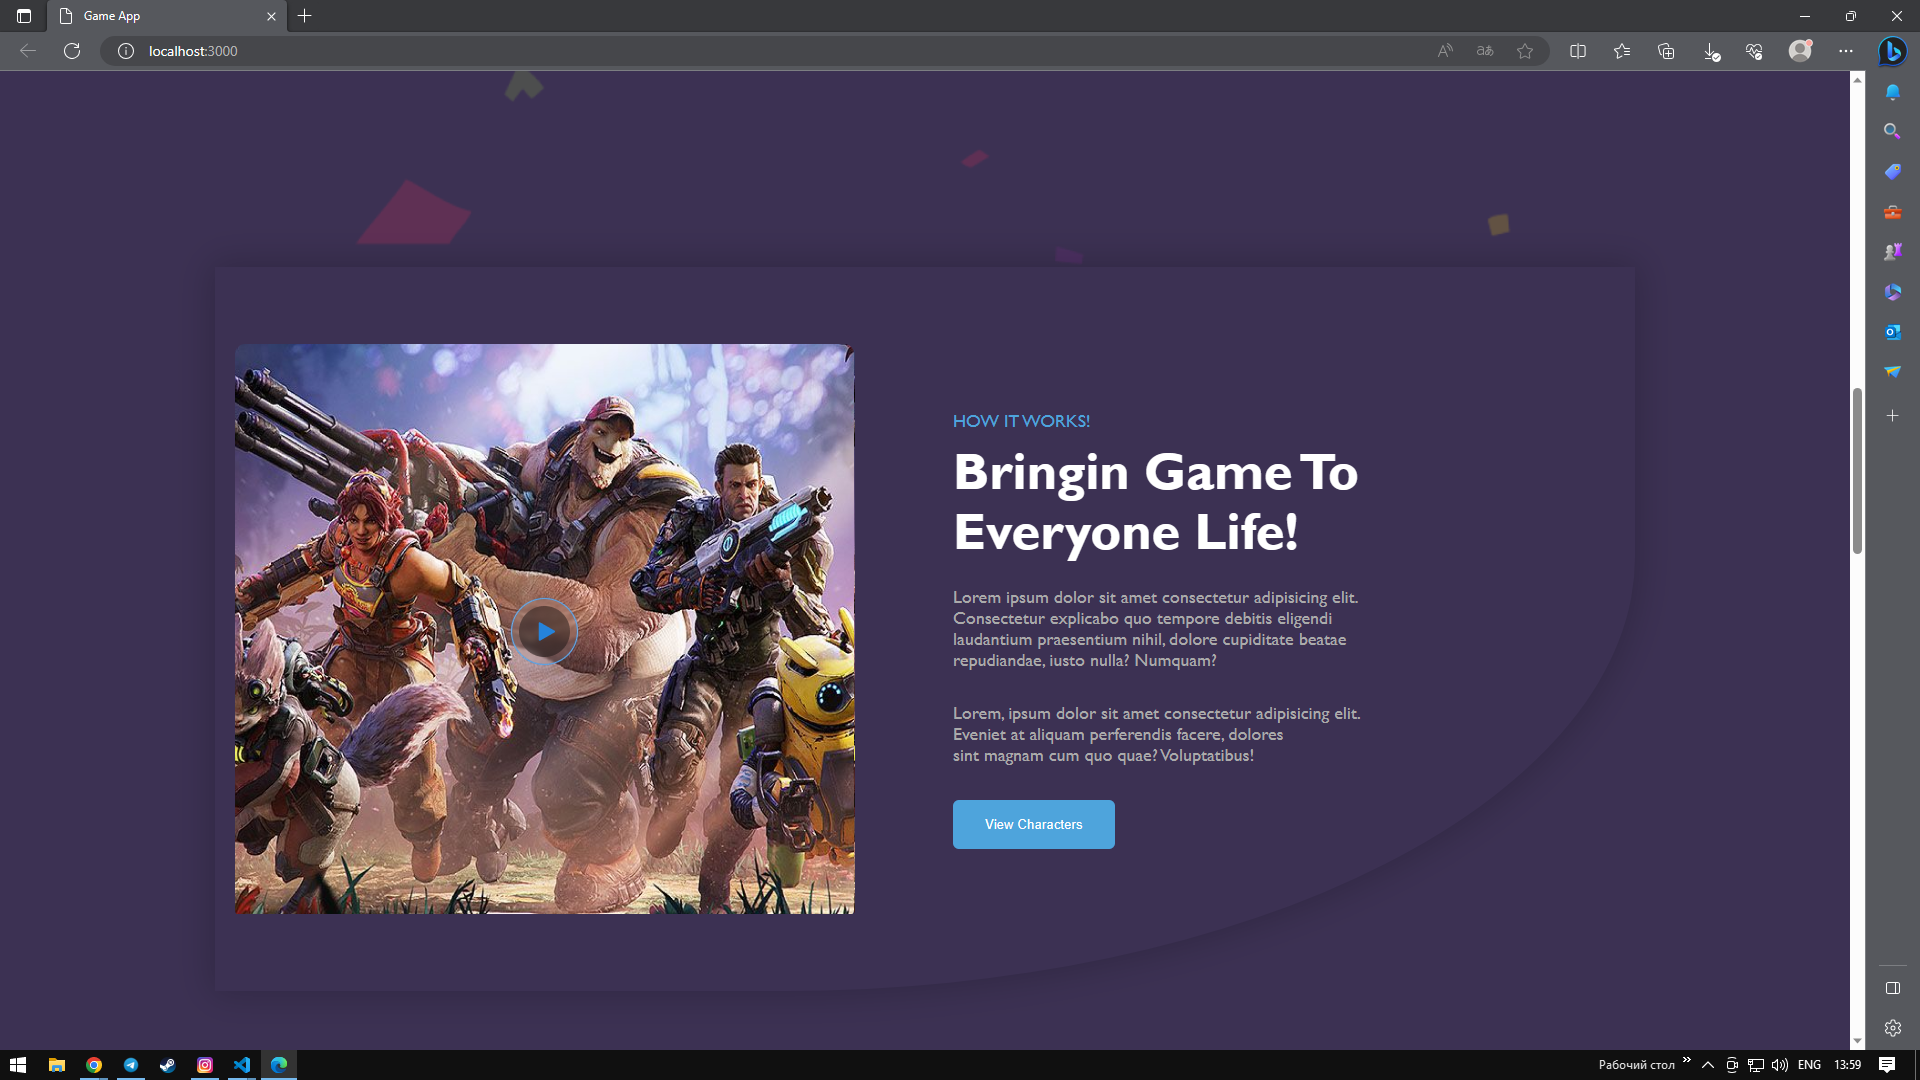 Game App
localhost:3000
HOW IT WORKS!
Bringin Game To
Everyone Life!
Lorem ipsum dolor sit amet consectetur adipisicing elit.
Consectetur explicabo quo tempore debitis eligendi
laudantium praesentium nihil, dolore cupiditate beatae
repudiandae, iusto nulla? Numquam?
Lorem, ipsum dolor sit amet consectetur adipisicing elit.
Eveniet at aliquam perferendis facere, dolores
sint magnam cum quo quae? Voluptatibus!
View Characters
Рабочий стол
ENG
13:59